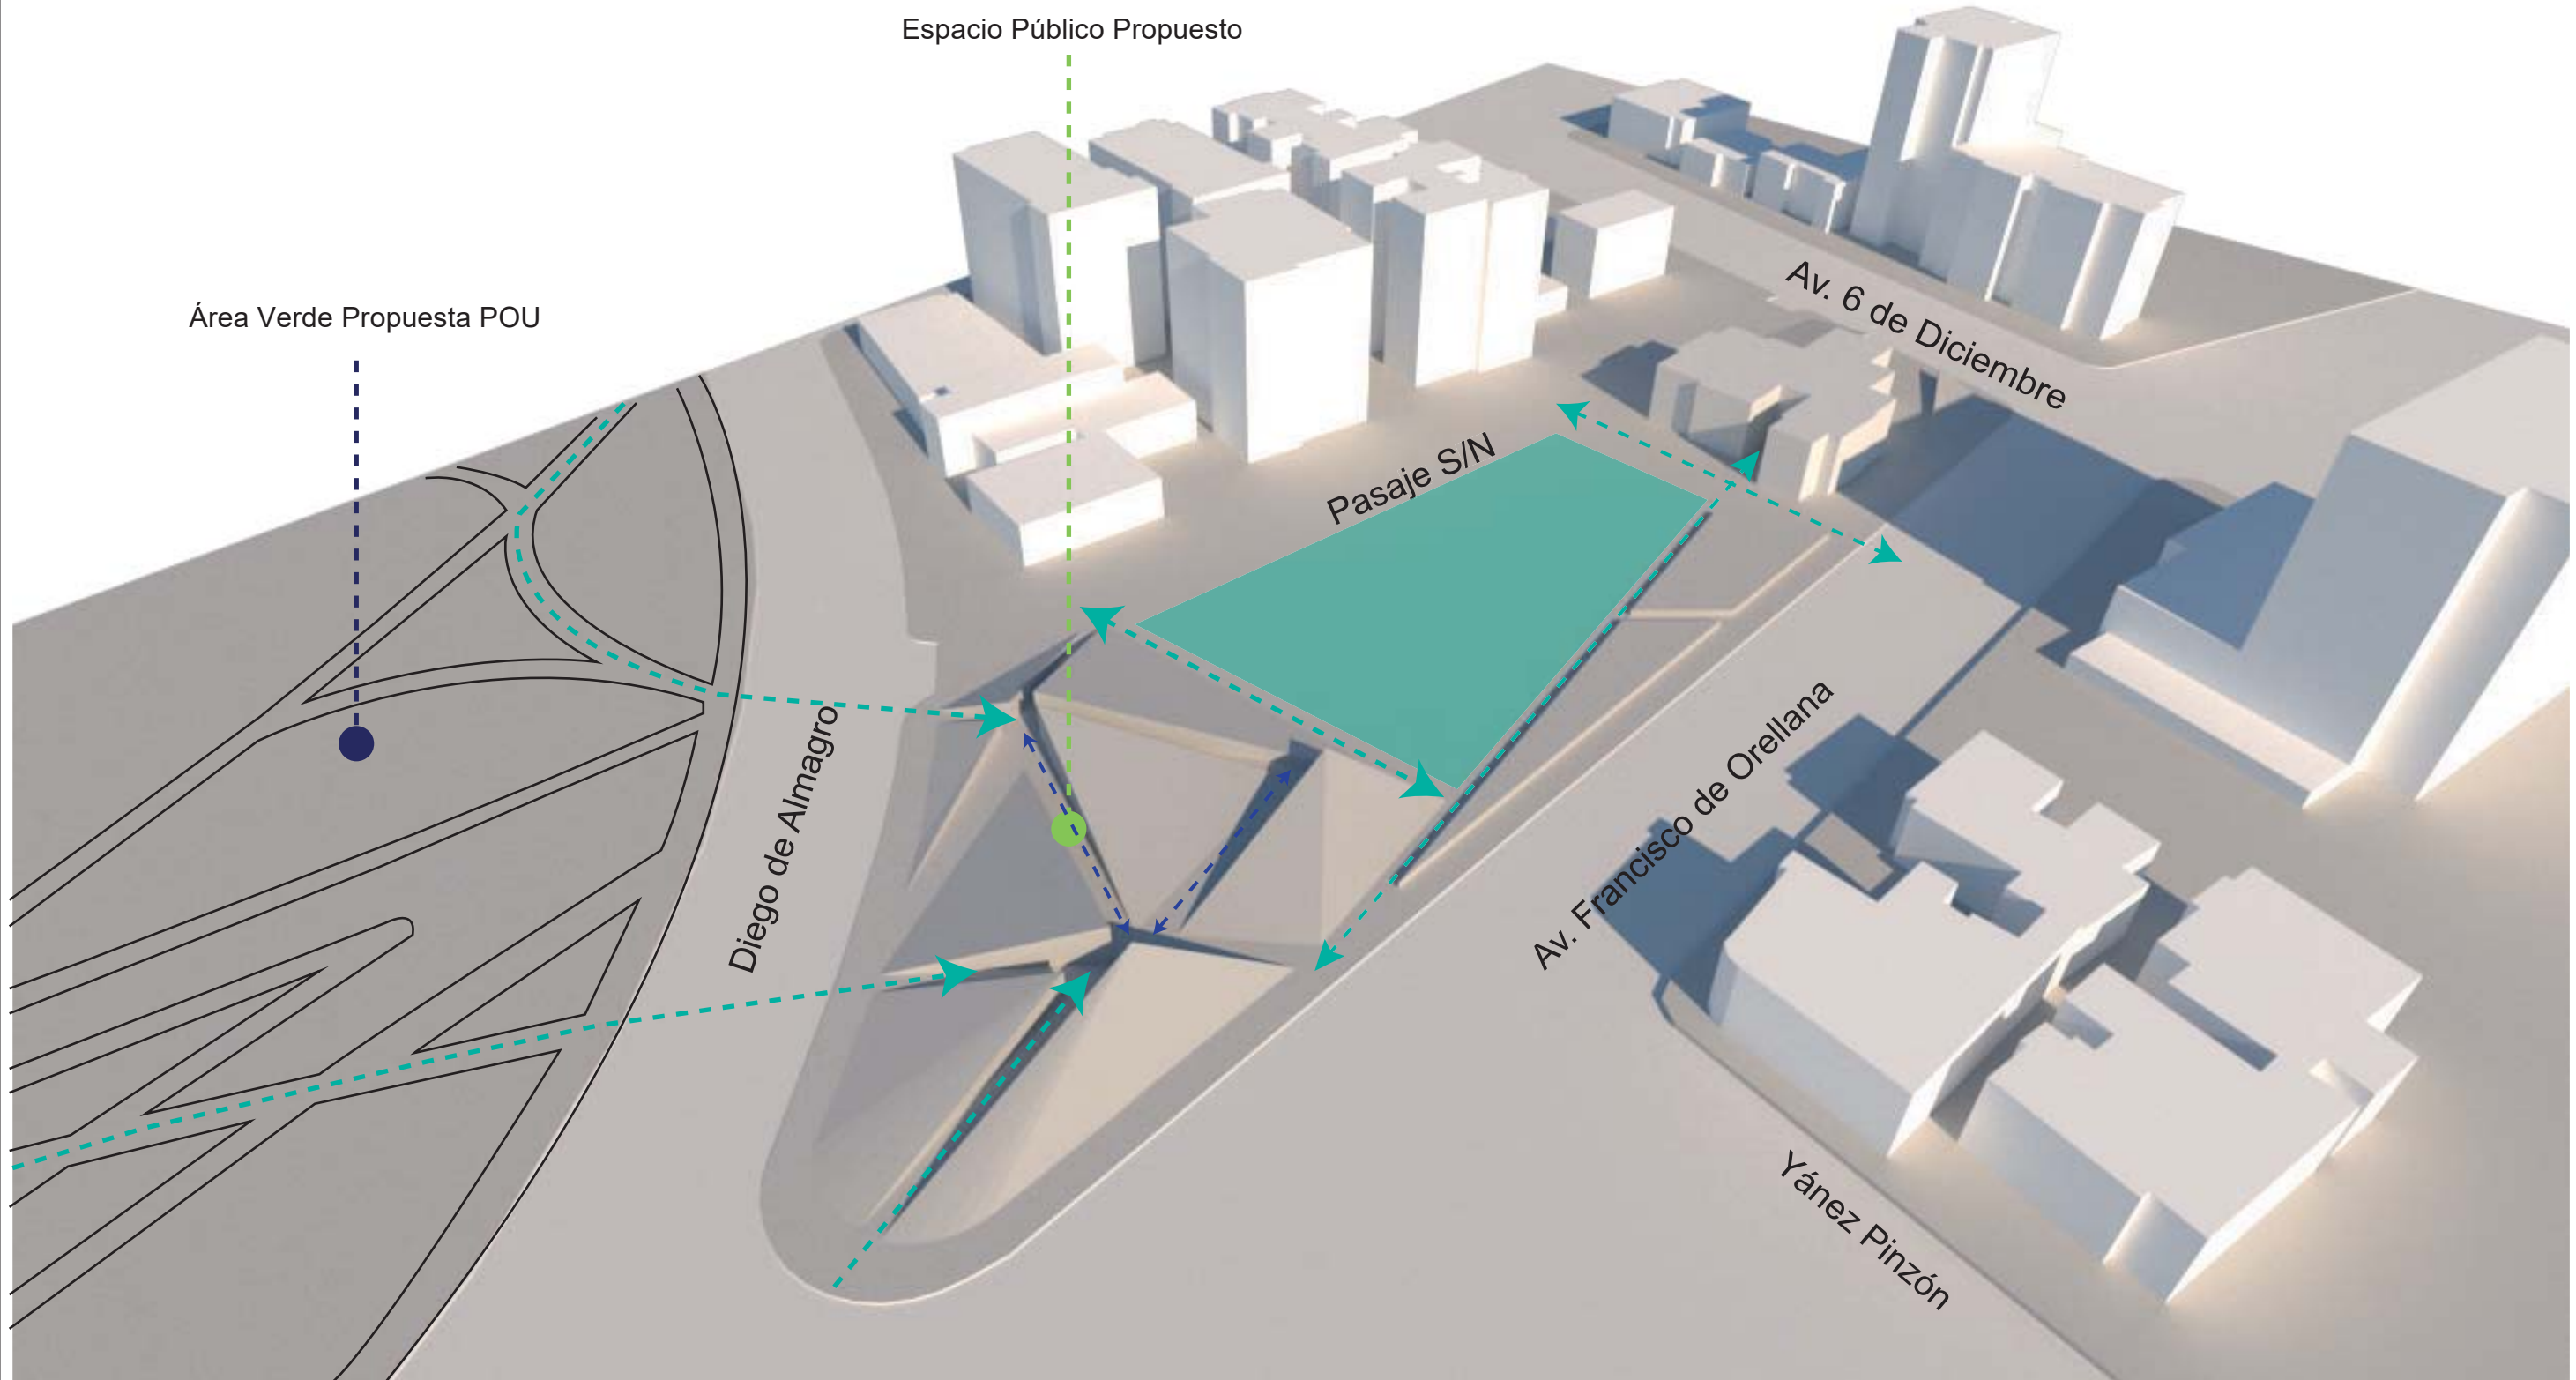 Espacio Público Propuesto
Área Verde Propuesta POU
Av. 6 de Diciembre
Pasaje S/N
Diego de Almagro
Av. Francisco de Orellana
Yánez Pinzón